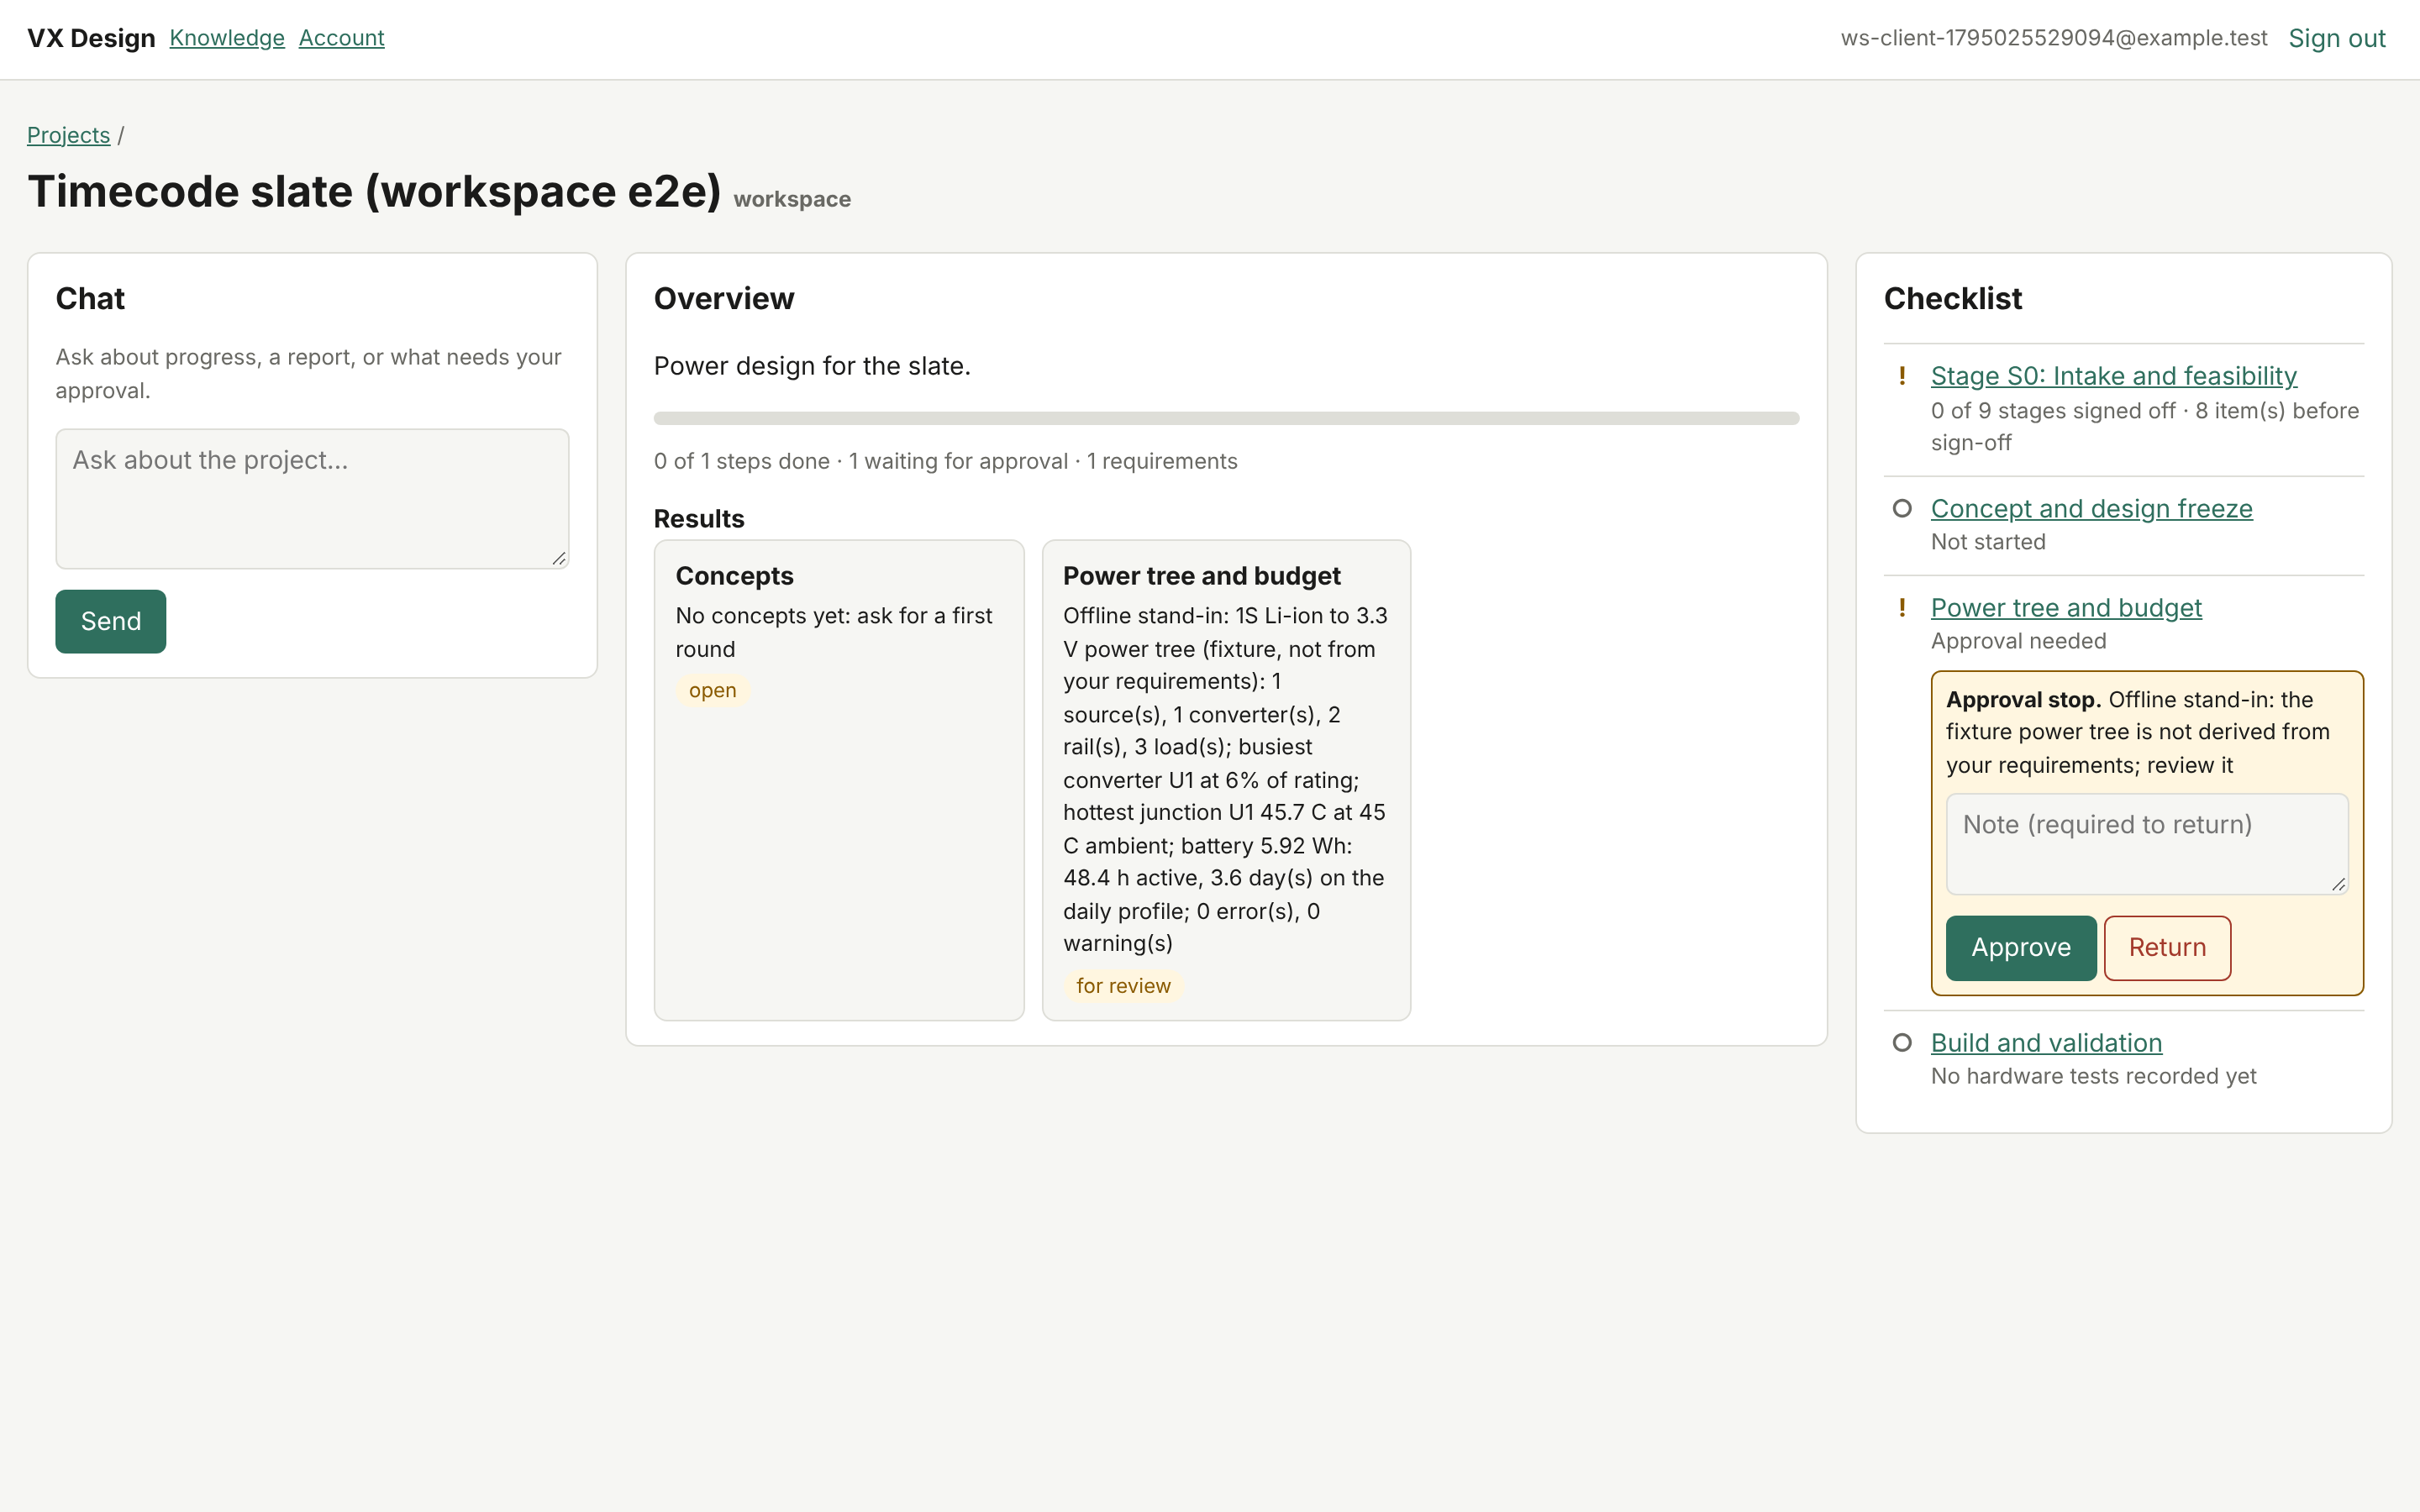 VX Design Knowledge Account
ws-client-1795025529094@example.test Sign out
Projects /
Timecode slate (workspace e2e) workspace
Chat
Ask about progress, a report, or what needs your
approval.
Ask about the project...
Send
Overview
Power design for the slate.
0 of 1 steps done · 1 waiting for approval · 1 requirements
Results
Concepts
No concepts yet: ask for a first
round
open
Power tree and budget
Offline stand-in: 1S Li-ion to 3.3
V power tree (fixture, not from
your requirements): 1
source(s), 1 converter(s), 2
rail(s), 3 load(s); busiest
converter U1 at 6% of rating;
hottest junction U1 45.7 C at 45
C ambient; battery 5.92 Wh:
48.4 h active, 3.6 day(s) on the
daily profile; 0 error(s), 0
warning(s)
for review
Checklist
! Stage S0: Intake and feasibility
0 of 9 stages signed off · 8 item(s) before
sign-off
Concept and design freeze
Not started
! Power tree and budget
Approval needed
Approval stop. Offline stand-in: the
fixture power tree is not derived from
your requirements; review it
Note (required to return)
Approve Return
Build and validation
No hardware tests recorded yet